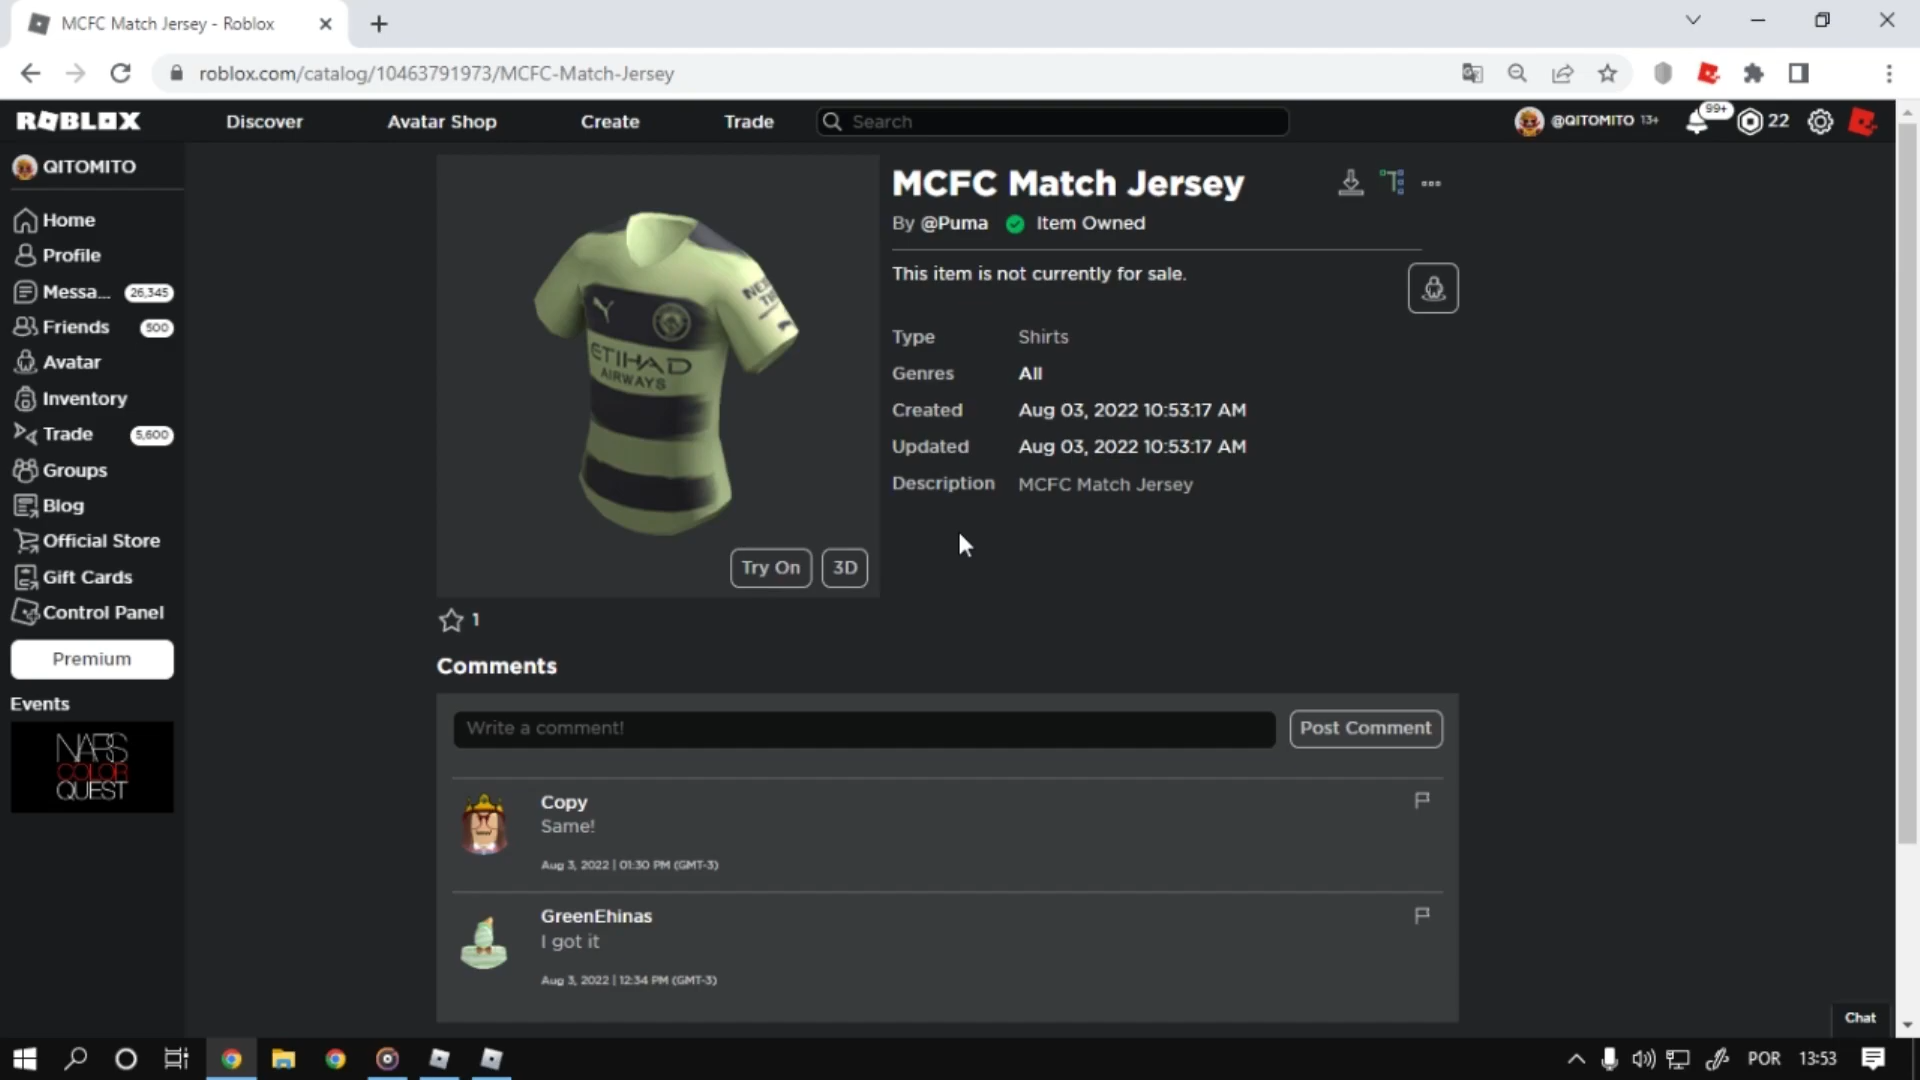 MCFC Match Jersey - Roblox
roblox.com/catalog/10463791973/MCFC-Match-Jersey
ROBLOX
Discover
Avatar Shop
Create
Trade
Search
@QITOMITO 13+
99+
22
QITOMITO
Home
Profile
Messa... 26,345
Friends 500
Avatar
Inventory
Trade 5,600
Groups
Blog
Official Store
Gift Cards
Control Panel
Premium
Events
NARS
COLOR
QUEST
ETIHAD
AIRWAYS
Try On
3D
1
MCFC Match Jersey
By @Puma Item Owned
This item is not currently for sale.
Type Shirts
Genres All
Created Aug 03, 2022 10:53:17 AM
Updated Aug 03, 2022 10:53:17 AM
Description MCFC Match Jersey
Comments
Write a comment!
Post Comment
Copy
Same!
Aug 3, 2022 | 01:30 PM (GMT-3)
GreenEhinas
I got it
Aug 3, 2022 | 12:34 PM (GMT-3)
Chat
POR
13:53